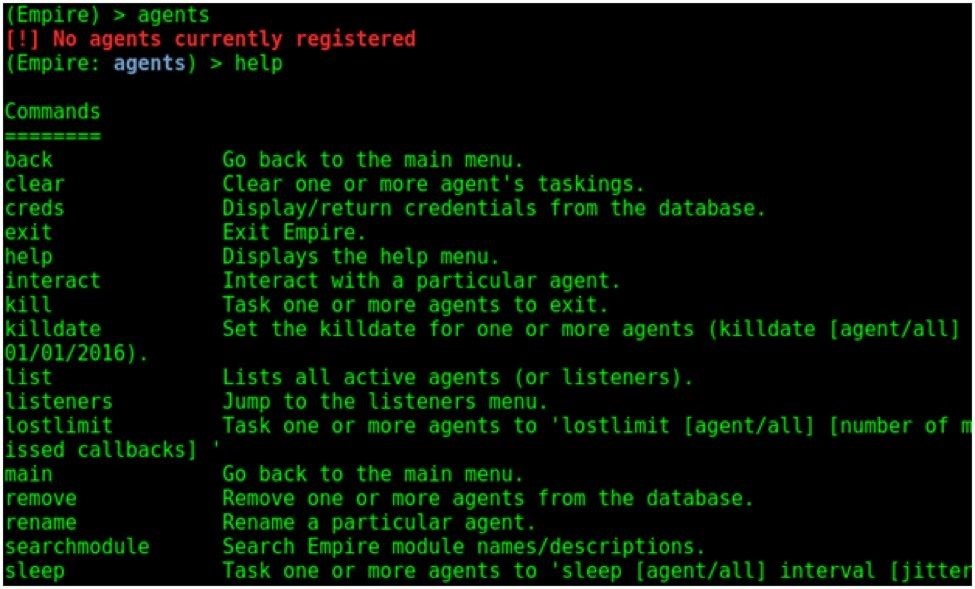 (Empire) > agents
[!] No agents currently registered
(Empire: agents) > help
Commands
========
back Go back to the main menu.
clear Clear one or more agent's taskings.
creds Display/return credentials from the database.
exit Exit Empire.
help Displays the help menu.
interact Interact with a particular agent.
kill Task one or more agents to exit.
killdate Set the killdate for one or more agents (killdate [agent/all]
01/01/2016).
list Lists all active agents (or listeners).
listeners Jump to the listeners menu.
lostlimit Task one or more agents to 'lostlimit [agent/all] [number of m
issed callbacks] '
main Go back to the main menu.
remove Remove one or more agents from the database.
rename Rename a particular agent.
searchmodule Search Empire module names/descriptions.
sleep Task one or more agents to 'sleep [agent/all] interval [jitter